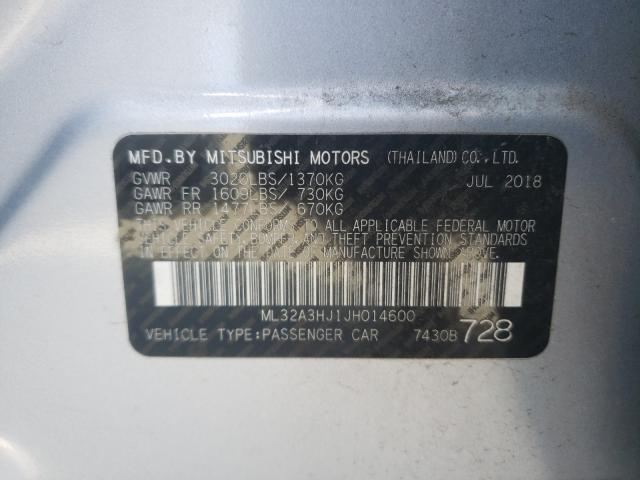 MFD.BY MITSUBISHI MOTORS (THAILAND)CO.,LTD.
GVWR 3020LBS/1370KG JUL 2018
GAWR FR 1609LBS/ 730KG
GAWR RR 1477LBS/ 670KG
THIS VEHICLE CONFORMS TO ALL APPLICABLE FEDERAL MOTOR
VEHICLE SAFETY, BUMPER AND THEFT PREVENTION STANDARDS
IN EFFECT ON THE DATE OF MANUFACTURE SHOWN ABOVE.
ML32A3HJ1JH014600
VEHICLE TYPE:PASSENGER CAR 7430B 728